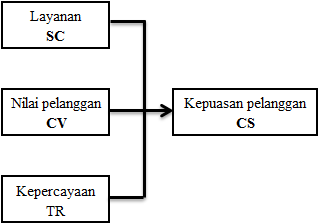 Layanan
SC
Nilai pelanggan
CV
Kepuasan pelanggan
CS
Kepercayaan
TR